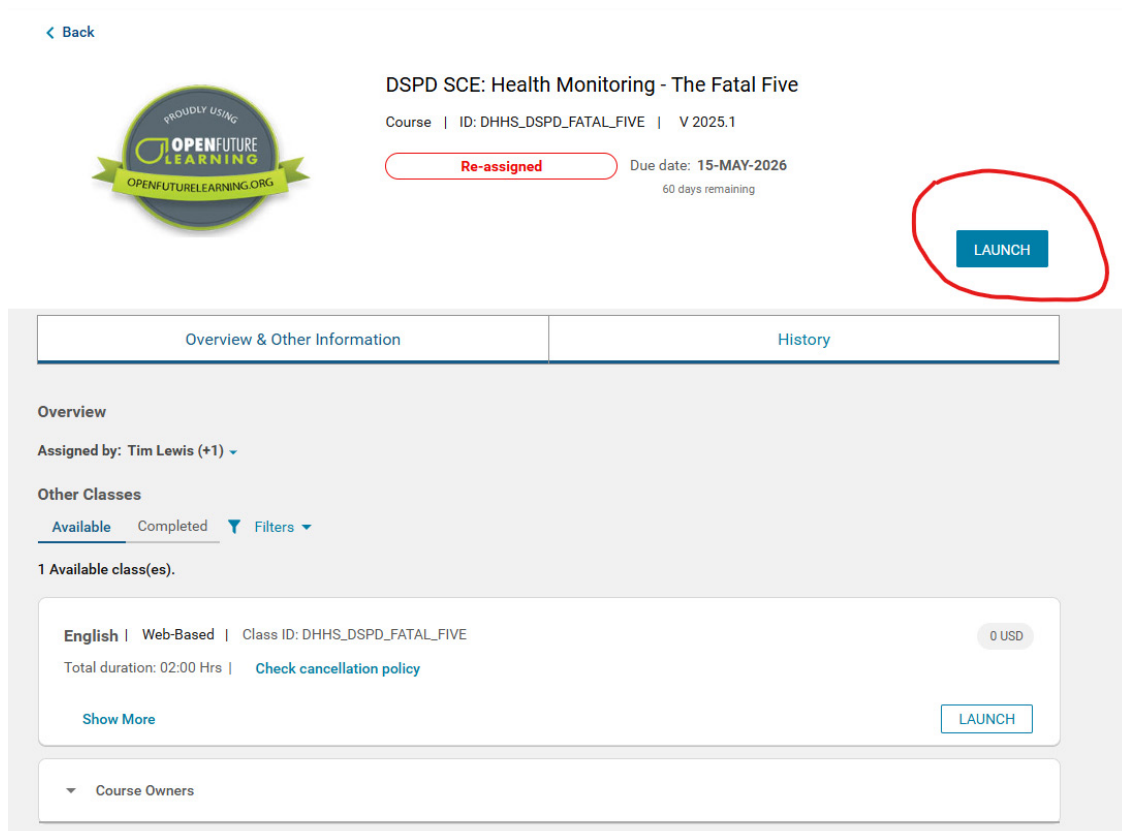 Back
PROUDLY USING
OPENFUTURE
LEARNING
OPENFUTURELEARNING.ORG
DSPD SCE: Health Monitoring - The Fatal Five
Course | ID: DHHS_DSPD_FATAL_FIVE | V 2025.1
Re-assigned Due date: 15-MAY-2026
60 days remaining
LAUNCH
Overview & Other Information History
Overview
Assigned by: Tim Lewis (+1)
Other Classes
Available Completed Filters
1 Available class(es).
English | Web-Based | Class ID: DHHS_DSPD_FATAL_FIVE 0 USD
Total duration: 02:00 Hrs | Check cancellation policy
Show More LAUNCH
Course Owners